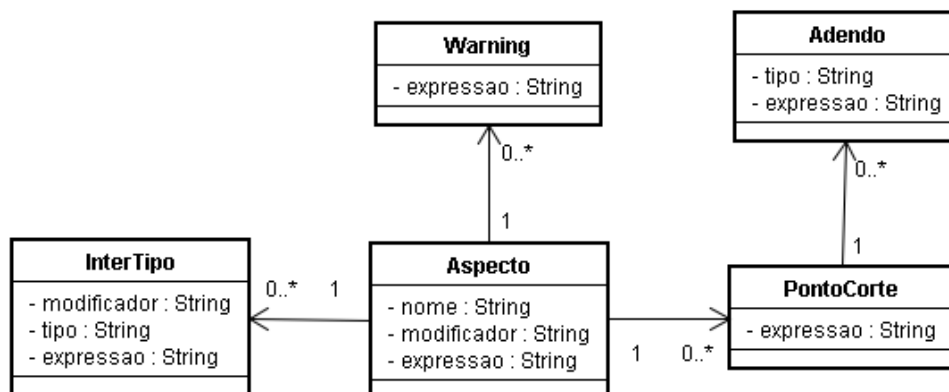 Warning
- expressao : String
0..*
1
Adendo
- tipo : String
- expressao : String
0..*
1
InterTipo
- modificador : String
- tipo : String
- expressao : String
0..* 1
Aspecto
- nome : String
- modificador : String
- expressao : String
1 0..*
PontoCorte
- expressao : String